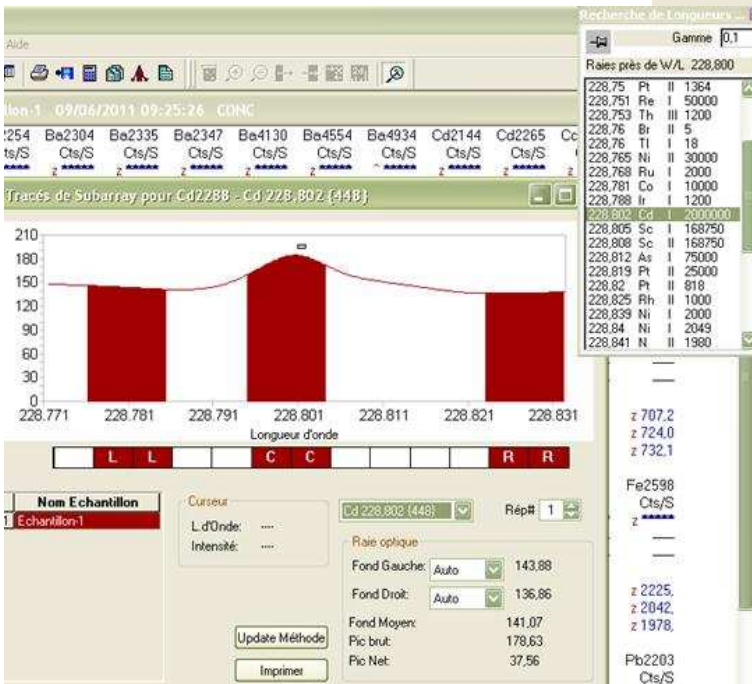 Recherche de Longueurs ...
Gamme 0,1
Raies près de W/L 228,800
228,75 Pt II 1364
228,751 Re I 50000
228,753 Th III 1200
228,76 Br II 5
228,76 Tl I 18
228,765 Ni II 30000
228,768 Ru I 2000
228,781 Co I 10000
228,788 Ir I 1200
228,802 Cd I 2000000
228,805 Sc I 168750
228,808 Sc II 168750
228,812 As I 75000
228,819 Pt II 25000
228,82 Pt II 818
228,825 Rh II 1000
228,839 Ni I 2000
228,84 Ni I 2049
228,841 N II 1980
Aide
llon-1 09/06/2011 09:25:26 CONC
2254 Ba2304 Ba2335 Ba2347 Ba4130 Ba4554 Ba4934 Cd2144 Cd2265
ts/S Cts/S Cts/S Cts/S Cts/S Cts/S Cts/S Cts/S Cts/S
***** z ***** z ***** z ***** z ***** z ***** ^ ***** z ***** z *****
Tracés de Subarray pour Cd2288 - Cd 228,802 {448}
210
180
150
120
90
60
30
0
228.771 228.781 228.791 228.801 228.811 228.821 228.831
Longueur d'onde
L L C C R R
Nom Echantillon
1 Echantillon-1
Curseur
L.d'Onde: ----
Intensité: ----
Cd 228,802 {448}
Rép# 1
Raie optique
Fond Gauche: Auto 143,88
Fond Droit: Auto 136,86
Fond Moyen: 141,07
Pic brut: 178,63
Pic Net: 37,56
Update Méthode
Imprimer
z 707,2
z 724,0
z 732,1
Fe2598
Cts/S
z *****
z 2225,
z 2042,
z 1978,
Pb2203
Cts/S